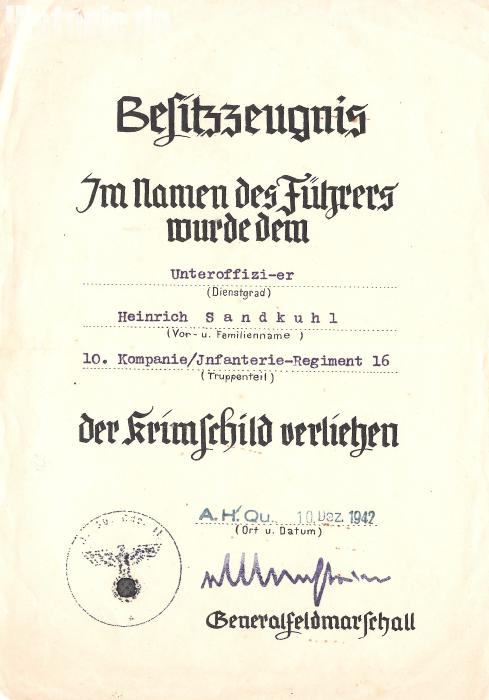 Besitzzeugnis
Im Namen des Führers
wurde dem
Unteroffizi-er
(Dienstgrad)
Heinrich S a n d k u h l
(Vor- u. Familienname )
10. Kompanie/Jnfanterie-Regiment 16
(Truppenteil)
der Krimschild verliehen
A. H. Qu. 10. Dez. 1942
(Ort u. Datum)
Generalfeldmarschall